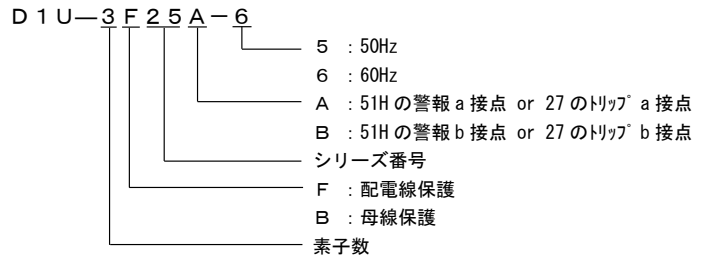 Ｄ１Ｕ―３Ｆ２５Ａ－６
５ ：50Hz
６ ：60Hz
Ａ ：51H の警報 a 接点 or 27 のﾄﾘｯﾌﾟ a 接点
Ｂ ：51H の警報 b 接点 or 27 のﾄﾘｯﾌﾟ b 接点
シリーズ番号
Ｆ ：配電線保護
Ｂ ：母線保護
素子数